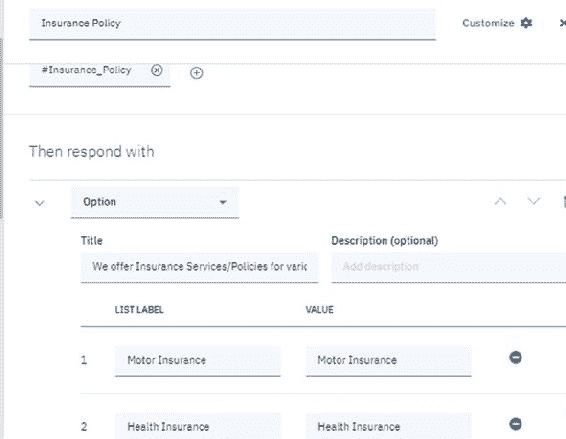 Insurance Policy
Customize
#Insurance_Policy
Then respond with
Option
Title
Description (optional)
We offer Insurance Services/Policies for vario
Add description
LIST LABEL
VALUE
1
Motor Insurance
Motor Insurance
2
Health Insurance
Health Insurance